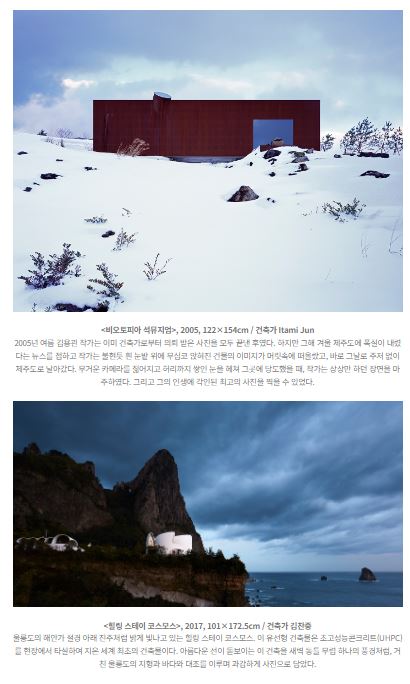 <비오토피아 석뮤지엄>, 2005, 122×154cm / 건축가 Itami Jun
2005년 여름 김용관 작가는 이미 건축가로부터 의뢰 받은 사진을 모두 끝낸 후였다. 하지만 그해 겨울 제주도에 폭설이 내렸
다는 뉴스를 접하고 작가는 불현듯 흰 눈밭 위에 무심코 앉혀진 건물의 이미지가 머릿속에 떠올랐고, 바로 그날로 주저 없이
제주도로 날아갔다. 무거운 카메라를 짊어지고 허리까지 쌓인 눈을 헤쳐 그곳에 당도했을 때, 작가는 상상만 하던 장면을 마
주하였다. 그리고 그의 인생에 각인된 최고의 사진을 찍을 수 있었다.
<힐링 스테이 코스모스>, 2017, 101×172.5cm / 건축가 김찬중
울릉도의 해안가 절경 아래 진주처럼 밝게 빛나고 있는 힐링 스테이 코스모스. 이 유선형 건축물은 초고성능콘크리트(UHPC)
를 현장에서 타설하여 지은 세계 최초의 건축물이다. 아름다운 선이 돋보이는 이 건축을 새벽 동틀 무렵 하나의 풍경처럼, 거
친 울릉도의 지형과 바다와 대조를 이루며 과감하게 사진으로 담았다.